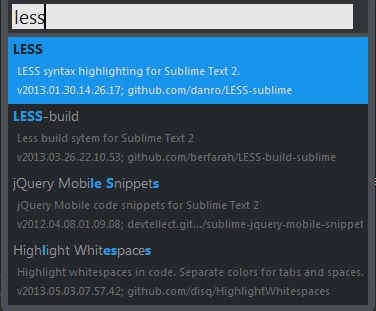 less
LESS
LESS syntax highlighting for Sublime Text 2.
v2013.01.30.14.26.17; github.com/danro/LESS-sublime
LESS-build
Less build sytem for Sublime Text 2
v2013.03.26.22.10.53; github.com/berfarah/LESS-build-sublime
jQuery Mobile Snippets
jQuery Mobile code snippets for Sublime Text 2
v2012.04.08.01.09.08; devtellect.git.../sublime-jquery-mobile-snippet
Highlight Whitespaces
Highlight whitespaces in code. Separate colors for tabs and spaces.
v2013.05.03.07.57.42; github.com/disq/HighlightWhitespaces